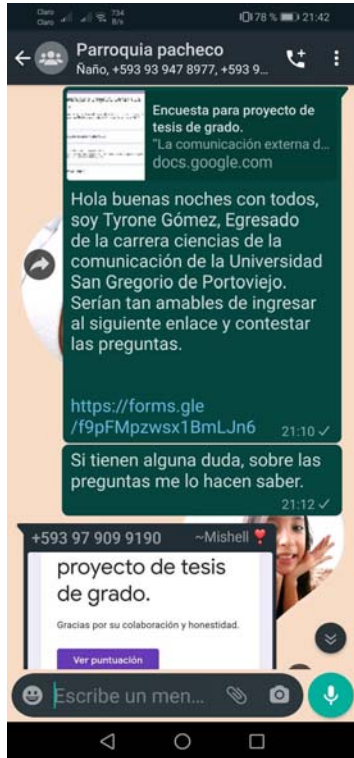 Claro
Claro
734
B/s
78 %
21:42
Parroquia pacheco
Ñaño, +593 93 947 8977, +593 9...
Encuesta para proyecto de
tesis de grado.
"La comunicación externa d...
docs.google.com
Hola buenas noches con todos,
soy Tyrone Gómez, Egresado
de la carrera ciencias de la
comunicación de la Universidad
San Gregorio de Portoviejo.
Serían tan amables de ingresar
al siguiente enlace y contestar
las preguntas.
https://forms.gle
/f9pFMpzwsx1BmLJn6
21:10
Si tienen alguna duda, sobre las
preguntas me lo hacen saber.
21:12
+593 97 909 9190 ~Mishell
proyecto de tesis
de grado.
Gracias por su colaboración y honestidad.
Ver puntuación
Escribe un men...